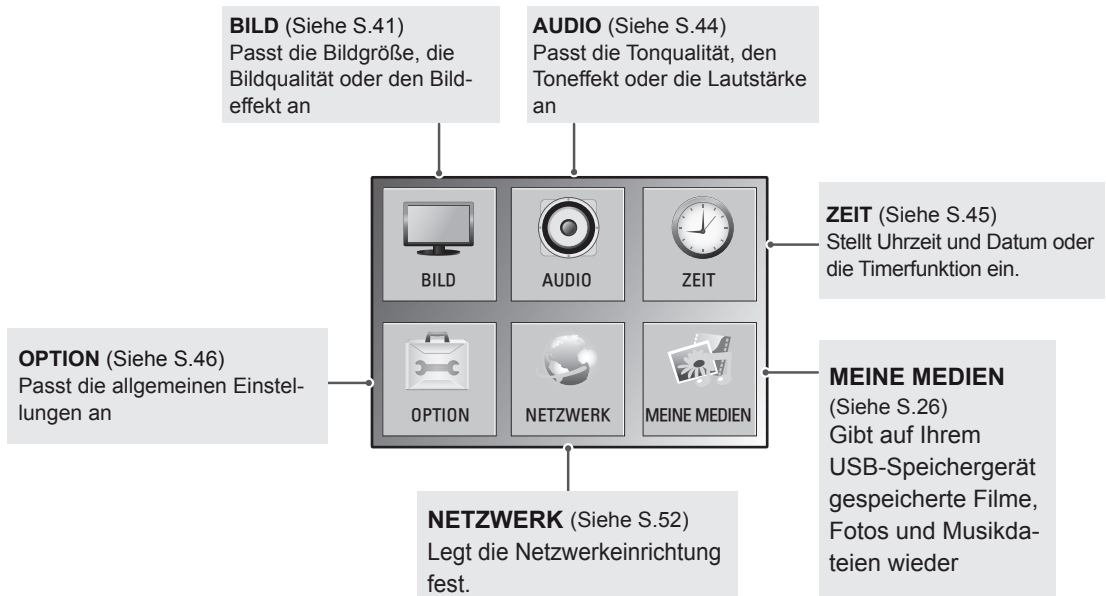 BILD (Siehe S.41)
Passt die Bildgröße, die
Bildqualität oder den Bild-
effekt an
AUDIO (Siehe S.44)
Passt die Tonqualität, den
Toneffekt oder die Lautstärke
an
ZEIT (Siehe S.45)
Stellt Uhrzeit und Datum oder
die Timerfunktion ein.
BILD
AUDIO
ZEIT
OPTION (Siehe S.46)
Passt die allgemeinen Einstel-
lungen an
OPTION
NETZWERK
MEINE MEDIEN
MEINE MEDIEN
(Siehe S.26)
Gibt auf Ihrem
USB-Speichergerät
gespeicherte Filme,
Fotos und Musikda-
teien wieder
NETZWERK (Siehe S.52)
Legt die Netzwerkeinrichtung
fest.